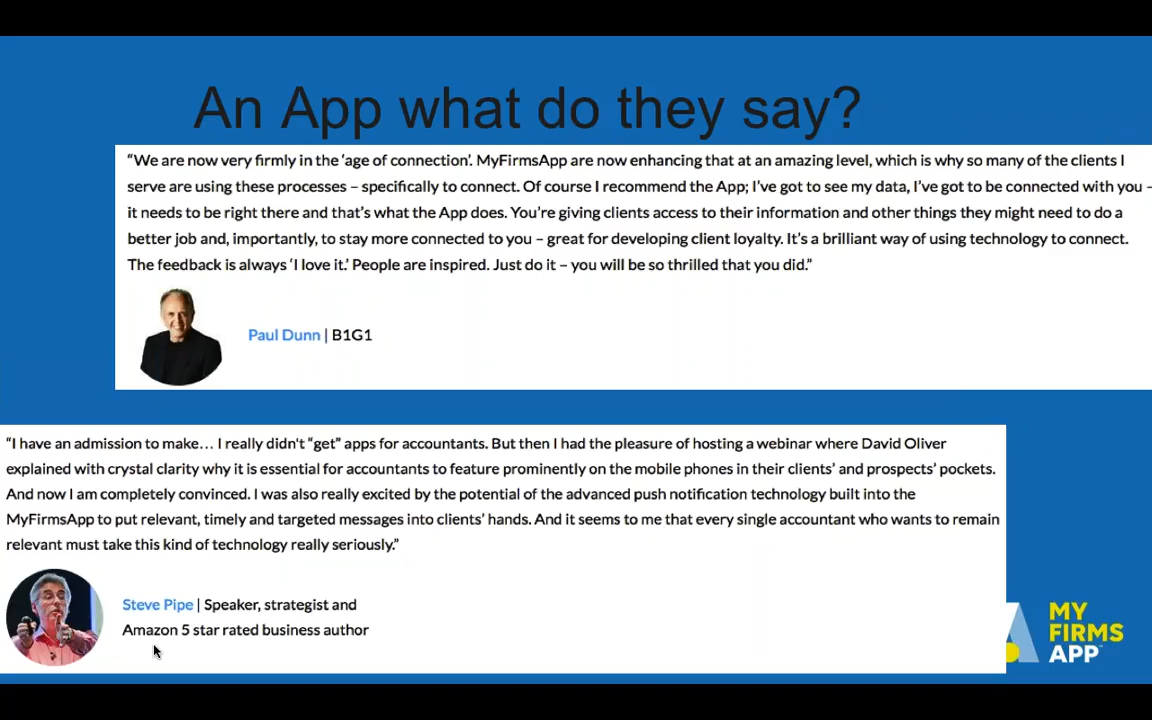 An App what do they say?
“We are now very firmly in the ‘age of connection’. MyFirmsApp are now enhancing that at an amazing level, which is why so many of the clients I
serve are using these processes – specifically to connect. Of course I recommend the App; I’ve got to see my data, I’ve got to be connected with you –
it needs to be right there and that’s what the App does. You’re giving clients access to their information and other things they might need to do a
better job and, importantly, to stay more connected to you – great for developing client loyalty. It’s a brilliant way of using technology to connect.
The feedback is always ‘I love it.’ People are inspired. Just do it – you will be so thrilled that you did.”
Paul Dunn | B1G1
“I have an admission to make… I really didn't “get” apps for accountants. But then I had the pleasure of hosting a webinar where David Oliver
explained with crystal clarity why it is essential for accountants to feature prominently on the mobile phones in their clients’ and prospects’ pockets.
And now I am completely convinced. I was also really excited by the potential of the advanced push notification technology built into the
MyFirmsApp to put relevant, timely and targeted messages into clients’ hands. And it seems to me that every single accountant who wants to remain
relevant must take this kind of technology really seriously.”
Steve Pipe | Speaker, strategist and
Amazon 5 star rated business author
MY
FIRMS
APP